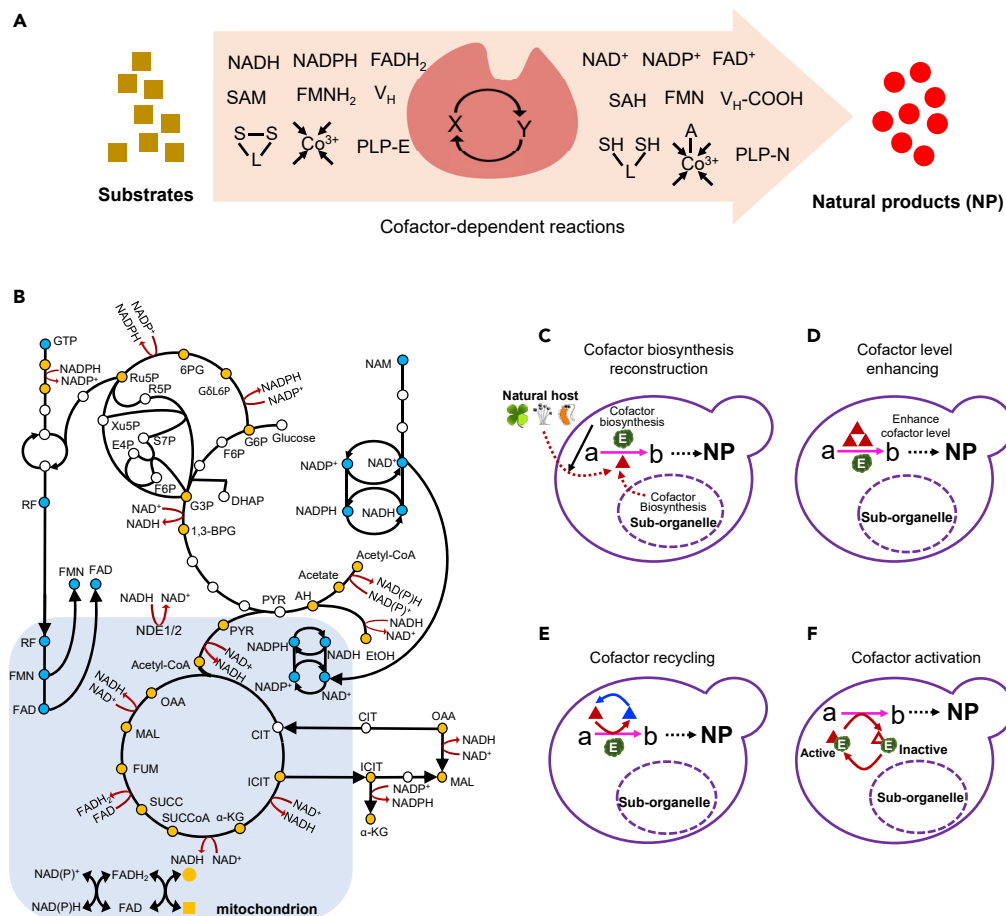 A
NADH NADPH FADH₂
SAM FMNH₂ V_H
S S
L
Co³⁺
PLP-E
X Y
NAD⁺ NADP⁺ FAD⁺
SAH FMN V_H-COOH
SH SH
L
A
Co³⁺
PLP-N
Substrates
Natural products (NP)
Cofactor-dependent reactions
B
GTP
NADPH
NADP⁺
NADP⁺
NADPH
6PG
Ru5P
R5P
GδL6P
NADPH
NADP⁺
Xu5P
E4P
S7P
F6P
G6P
F6P
Glucose
G3P
DHAP
NAD⁺
NADH
1,3-BPG
RF
NAM
NADP⁺
NAD⁺
NADPH
NADH
FMN
FAD
NADH NAD⁺
NDE1/2
PYR
AH
Acetate
Acetyl-CoA
NAD(P)H
NAD(P)⁺
NADH
NAD⁺
EtOH
RF
FMN
FAD
PYR
NAD⁺
NADH
Acetyl-CoA
NADPH
NADH
NADP⁺
NAD⁺
NADH
NAD⁺
OAA
MAL
FUM
FADH₂
FAD
SUCC
SUCCoA
α-KG
NADH NAD⁺
ICIT
NAD⁺
NADH
CIT
CIT
OAA
NADH
NAD⁺
MAL
ICIT
NADP⁺
NADPH
α-KG
NAD(P)⁺
FADH₂
NAD(P)H
FAD
mitochondrion
C
Cofactor biosynthesis
reconstruction
Natural host
Cofactor
biosynthesis
E
a b NP
Cofactor
Biosynthesis
Sub-organelle
D
Cofactor level
enhancing
Enhance
cofactor level
a b NP
E
Sub-organelle
E
Cofactor recycling
a b NP
E
Sub-organelle
F
Cofactor activation
a b NP
Active E
E Inactive
Sub-organelle